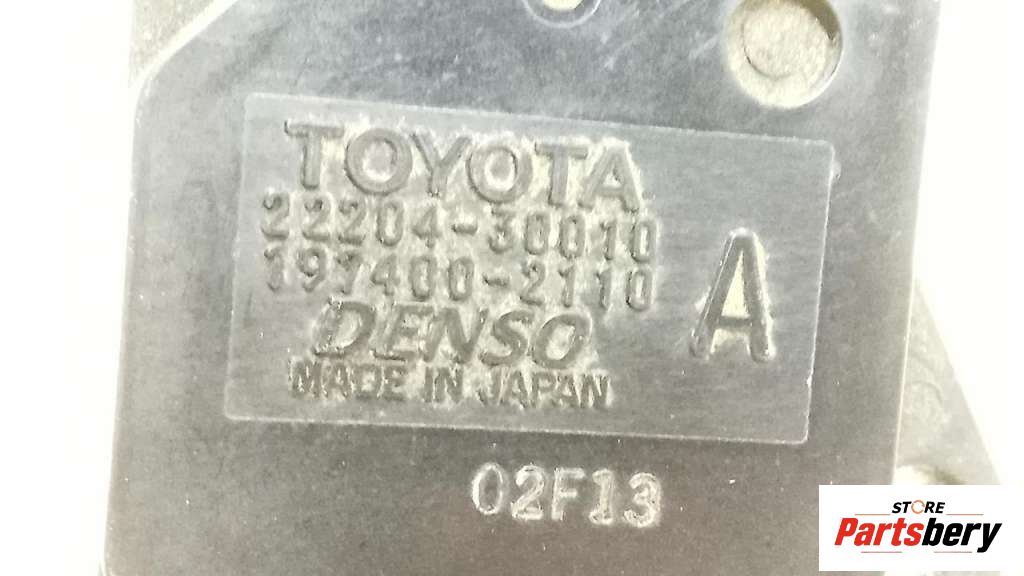 TOYOTA
22204-30010
197400-2110
DENSO
MADE IN JAPAN
A
02F13
STORE
Partsbery